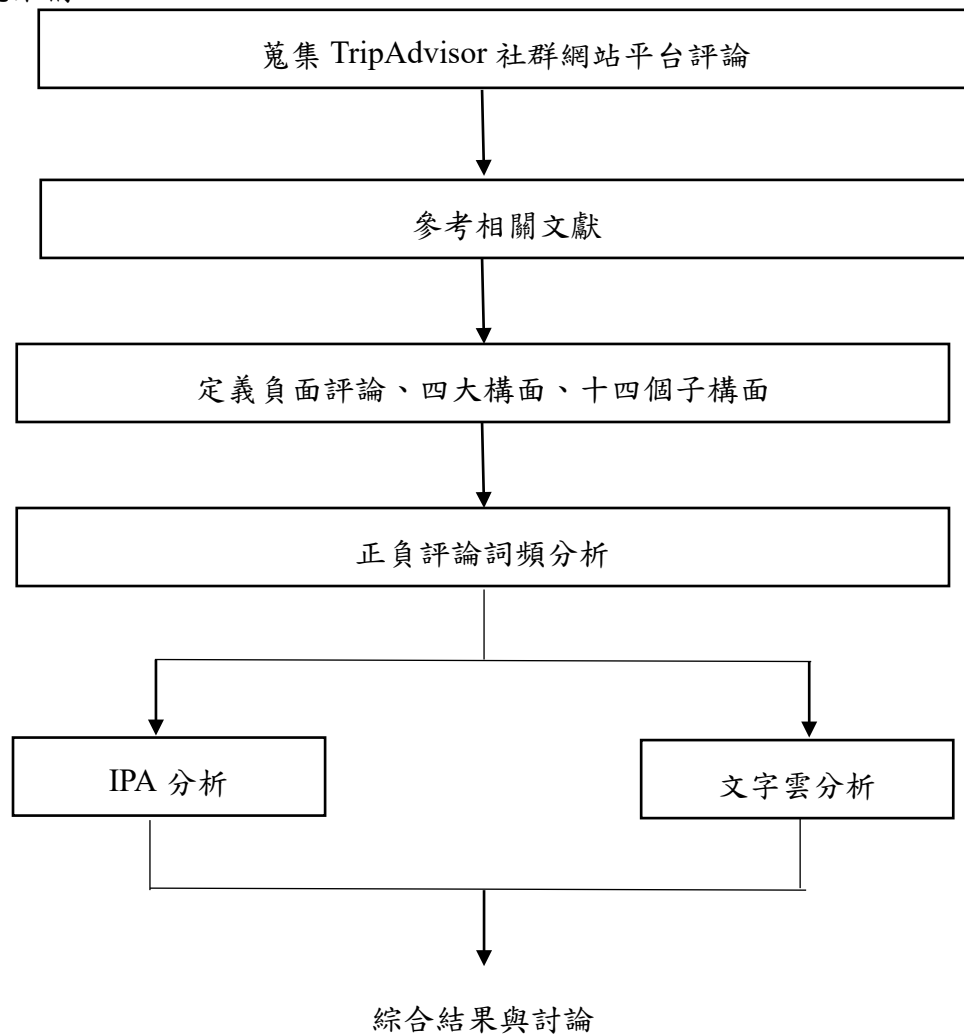 蒐集 TripAdvisor 社群網站平台評論
參考相關文獻
定義負面評論、四大構面、十四個子構面
正負評論詞頻分析
IPA 分析
文字雲分析
綜合結果與討論